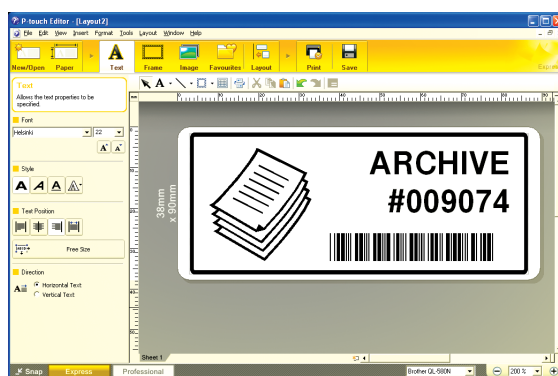 P-touch Editor - [Layout2]
File Edit View Insert Format Tools Layout Window Help
New/Open Paper Text Frame Image Favourites Layout Print Save
Text
Allows the text properties to be
specified.
Font
Helsinki 22
Style
Text Position
Free Size
Direction
Horizontal Text
Vertical Text
38mm
x 90mm
ARCHIVE
#009074
Sheet 1
Snap Express Professional
Brother QL-580N 200 %